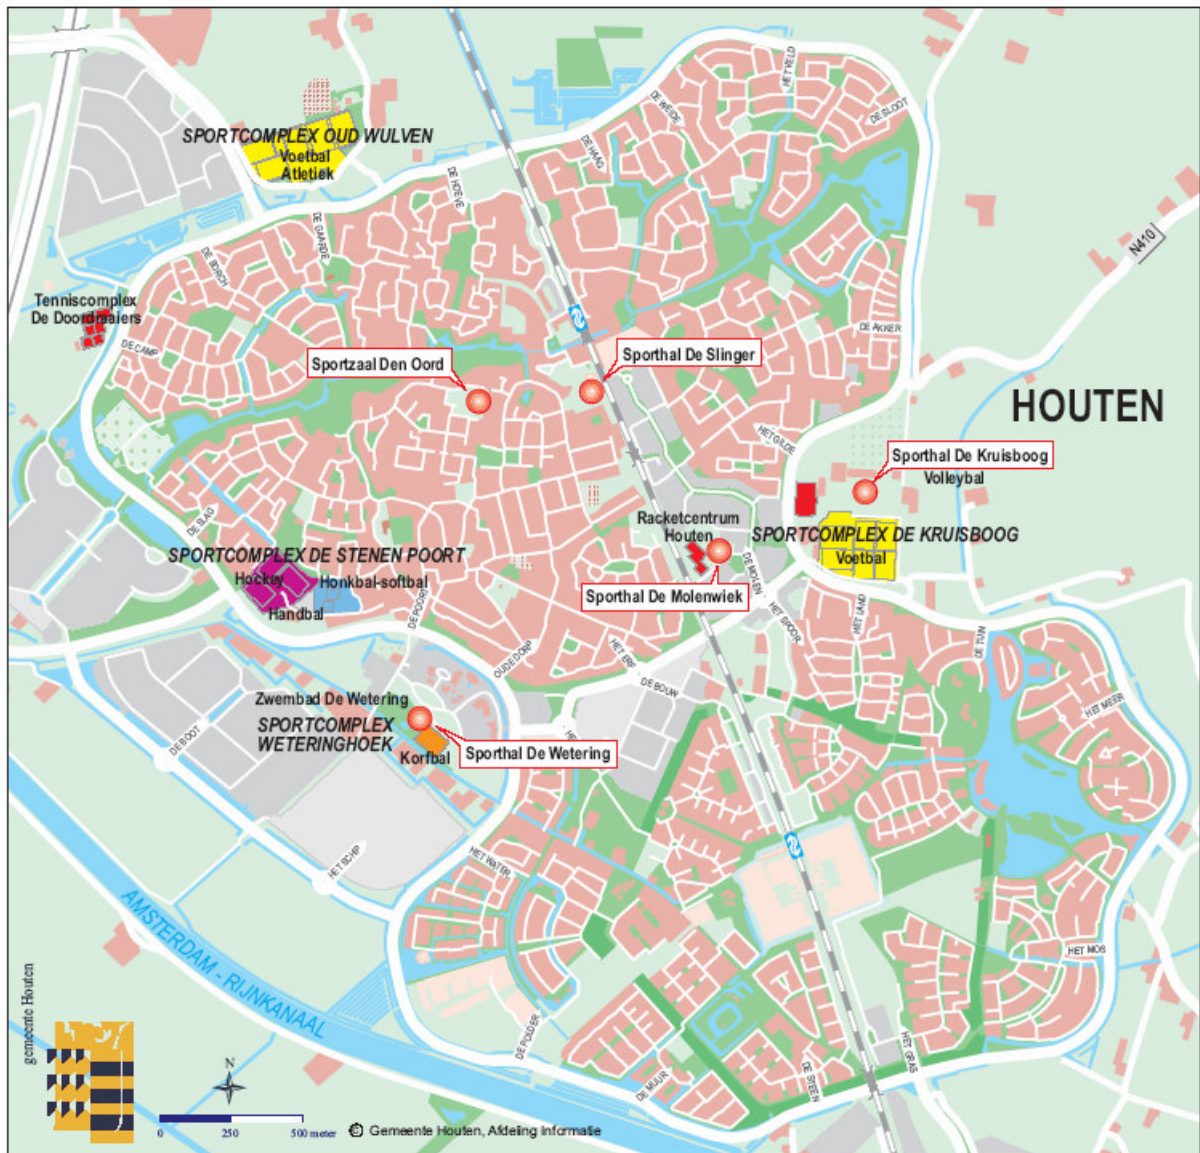 HET VELD
DE WEIDE
DE SLOOT
SPORTCOMPLEX OUD WULVEN
Voetbal
Atletiek
DE HAAG
DE HOEVE
DE GAARDE
DE BORCH
N410
Tenniscomplex
De Doordraaiers
DE CAMP
DE AKKER
Sportzaal Den Oord
Sporthal De Slinger
HOUTEN
HET GILDE
Sporthal De Kruisboog
Volleybal
DE SLAG
Racketcentrum
Houten
SPORTCOMPLEX DE KRUISBOOG
Voetbal
SPORTCOMPLEX DE STENEN POORT
Hockey
Honkbal-softbal
Handbal
DE POORT
Sporthal De Molenwiek
DE MOLEN
HET SPOOR
HET LAND
DE TUIN
OUDE DORP
HET ERF
DE BOUW
HET MEER
Zwembad De Wetering
SPORTCOMPLEX
WETERINGHOEK
Korfbal
Sporthal De Wetering
DE BOOT
HET SCHIP
HET WATER
AMSTERDAM - RIJNKANAAL
HET MOS
gemeente Houten
DE POLDER
DE MUUR
DE STEEN
HET GRAS
N
0 250 500 meter
© Gemeente Houten, Afdeling Informatie